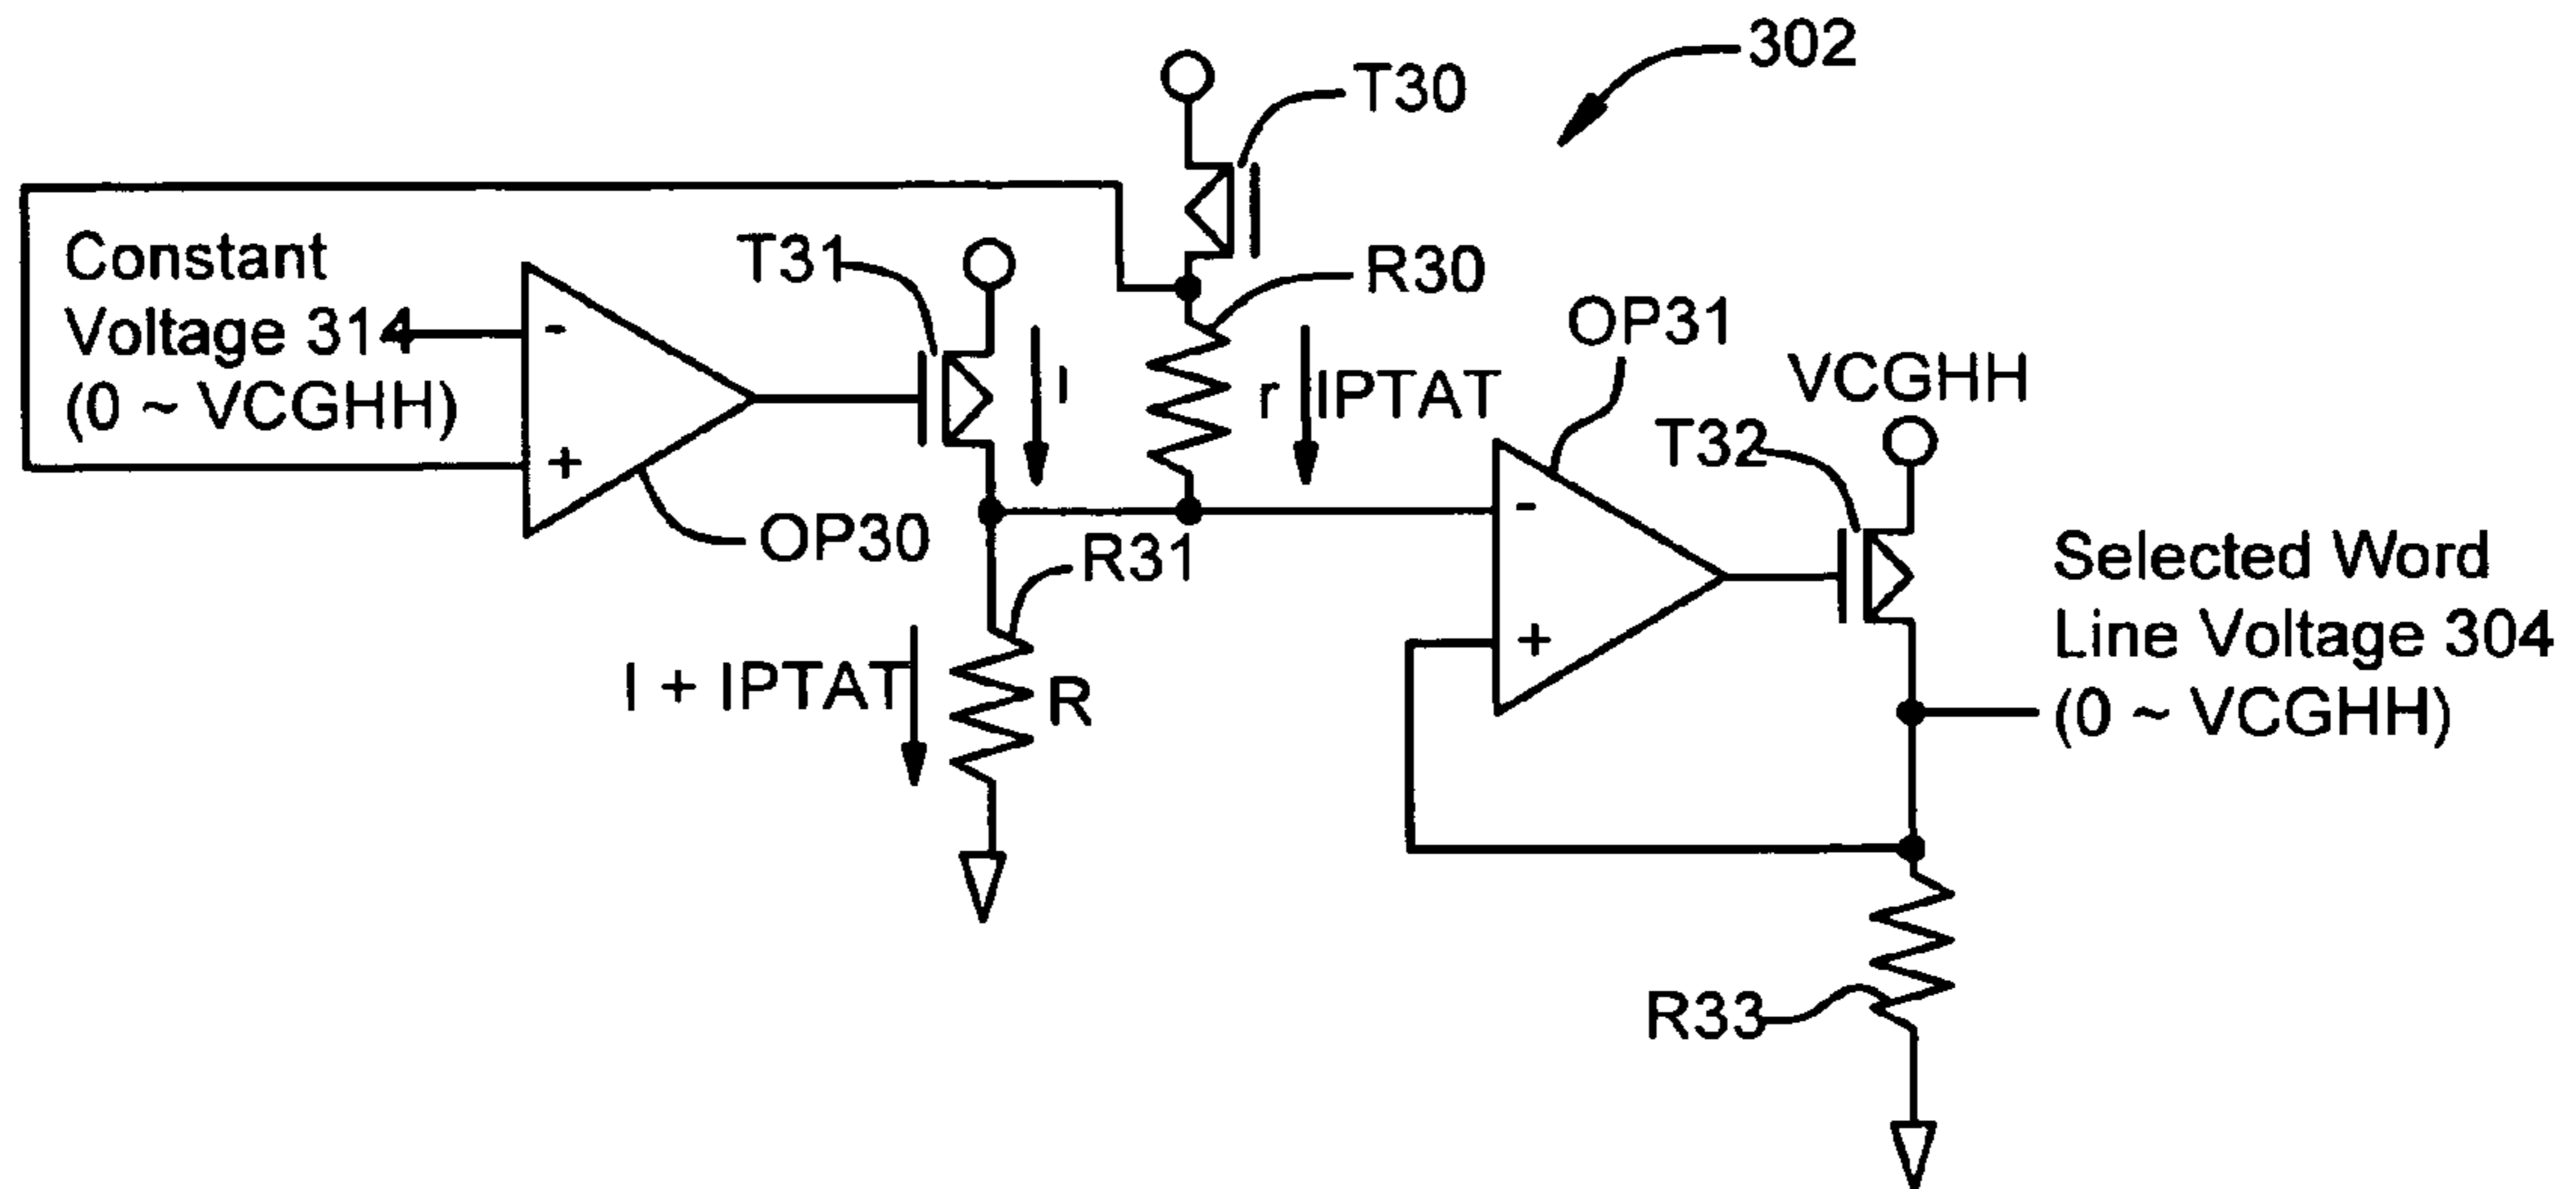 302
T30
Constant
Voltage 314
(0 ~ VCGHH)
-
+
OP30
T31
I
R30
r
IPTAT
R31
I + IPTAT
R
OP31
-
+
VCGHH
T32
Selected Word
Line Voltage 304
(0 ~ VCGHH)
R33